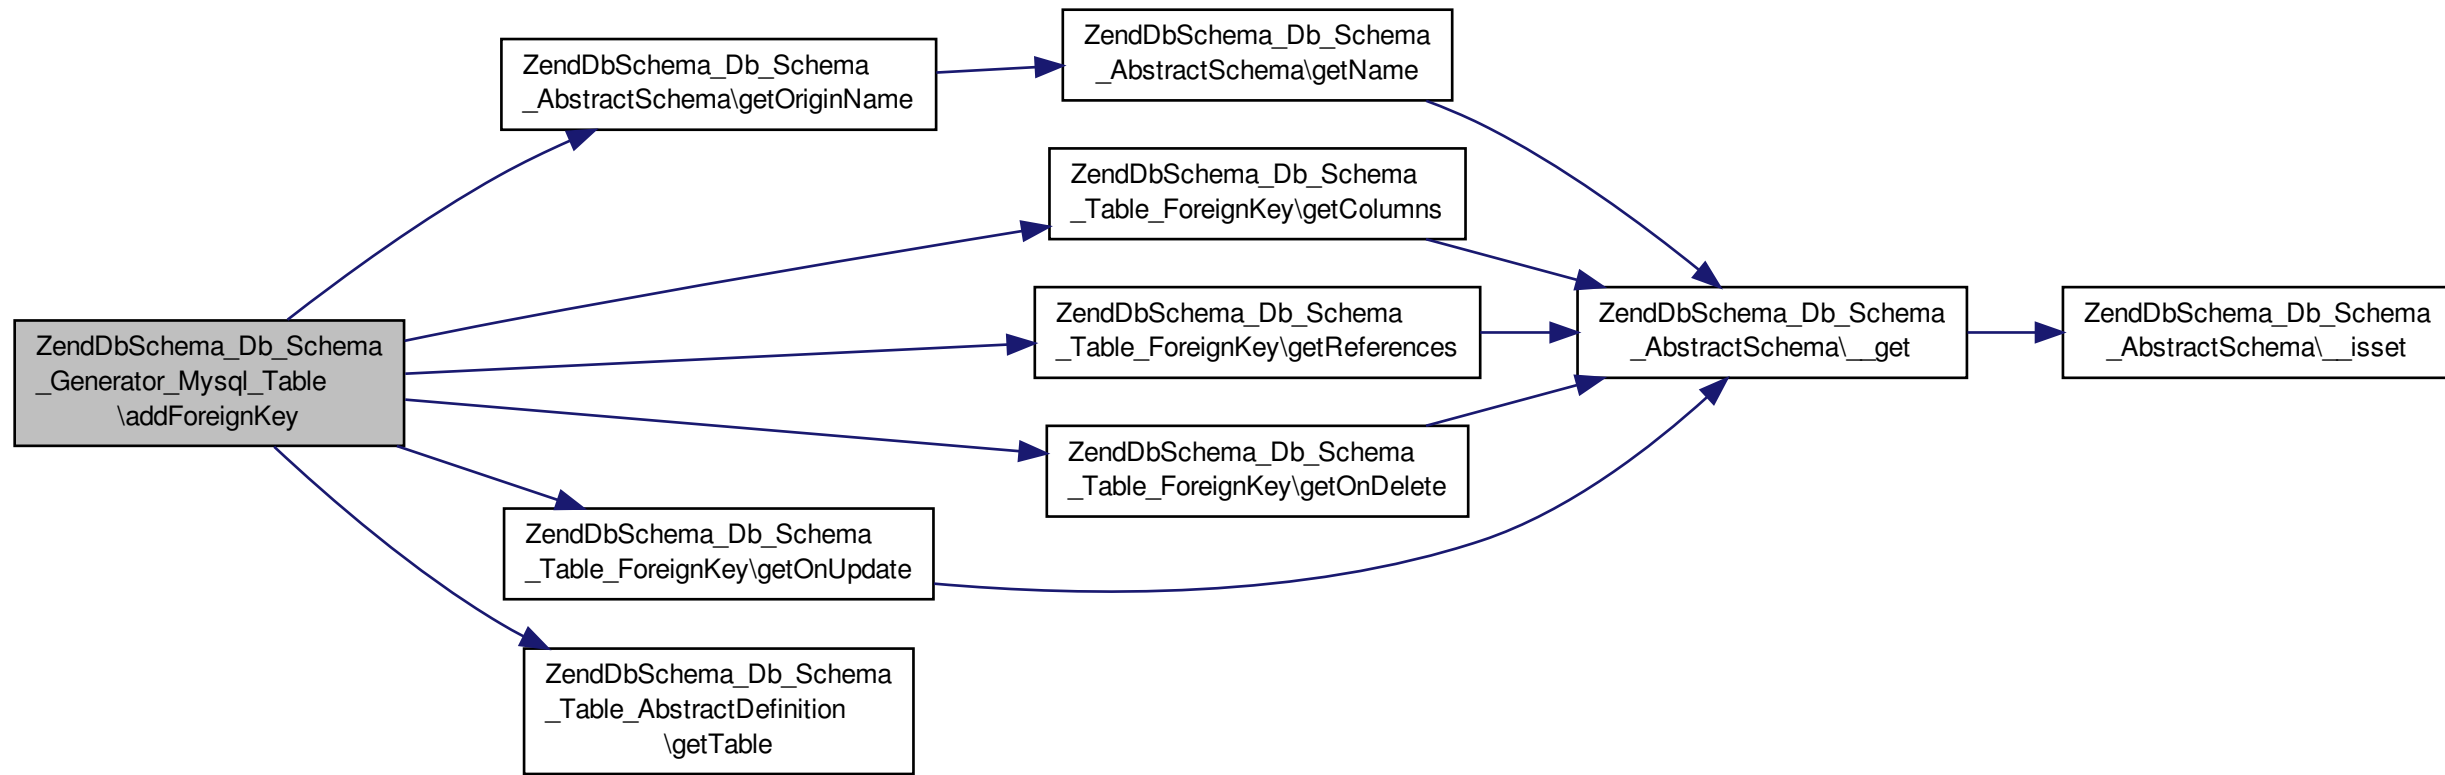 ZendDbSchema_Db_Schema
_Generator_Mysql_Table
\addForeignKey
ZendDbSchema_Db_Schema
_AbstractSchema\getOriginName
ZendDbSchema_Db_Schema
_AbstractSchema\getName
ZendDbSchema_Db_Schema
_Table_ForeignKey\getColumns
ZendDbSchema_Db_Schema
_Table_ForeignKey\getReferences
ZendDbSchema_Db_Schema
_Table_ForeignKey\getOnDelete
ZendDbSchema_Db_Schema
_Table_ForeignKey\getOnUpdate
ZendDbSchema_Db_Schema
_Table_AbstractDefinition
\getTable
ZendDbSchema_Db_Schema
_AbstractSchema\__get
ZendDbSchema_Db_Schema
_AbstractSchema\__isset